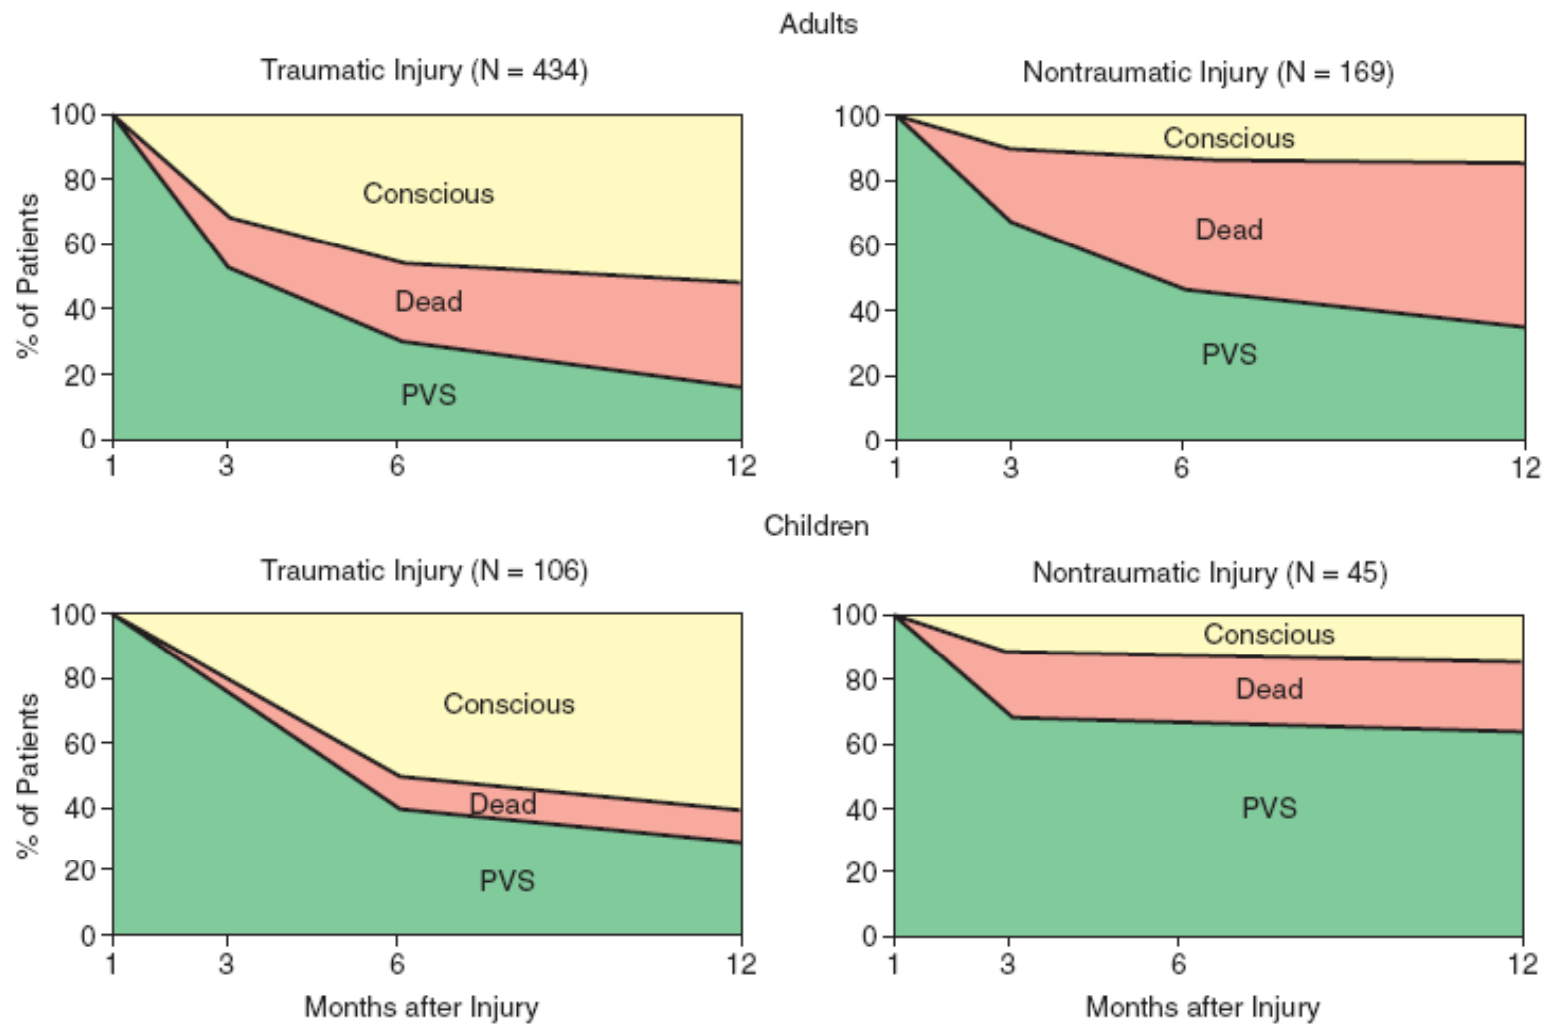 Adults
Traumatic Injury (N = 434)
Nontraumatic Injury (N = 169)
% of Patients
100
80
60
40
20
0
Conscious
Dead
PVS
1 3 6 12
100
80
60
40
20
0
Conscious
Dead
PVS
1 3 6 12
Children
Traumatic Injury (N = 106)
Nontraumatic Injury (N = 45)
% of Patients
100
80
60
40
20
0
Conscious
Dead
PVS
1 3 6 12
Months after Injury
100
80
60
40
20
0
Conscious
Dead
PVS
1 3 6 12
Months after Injury